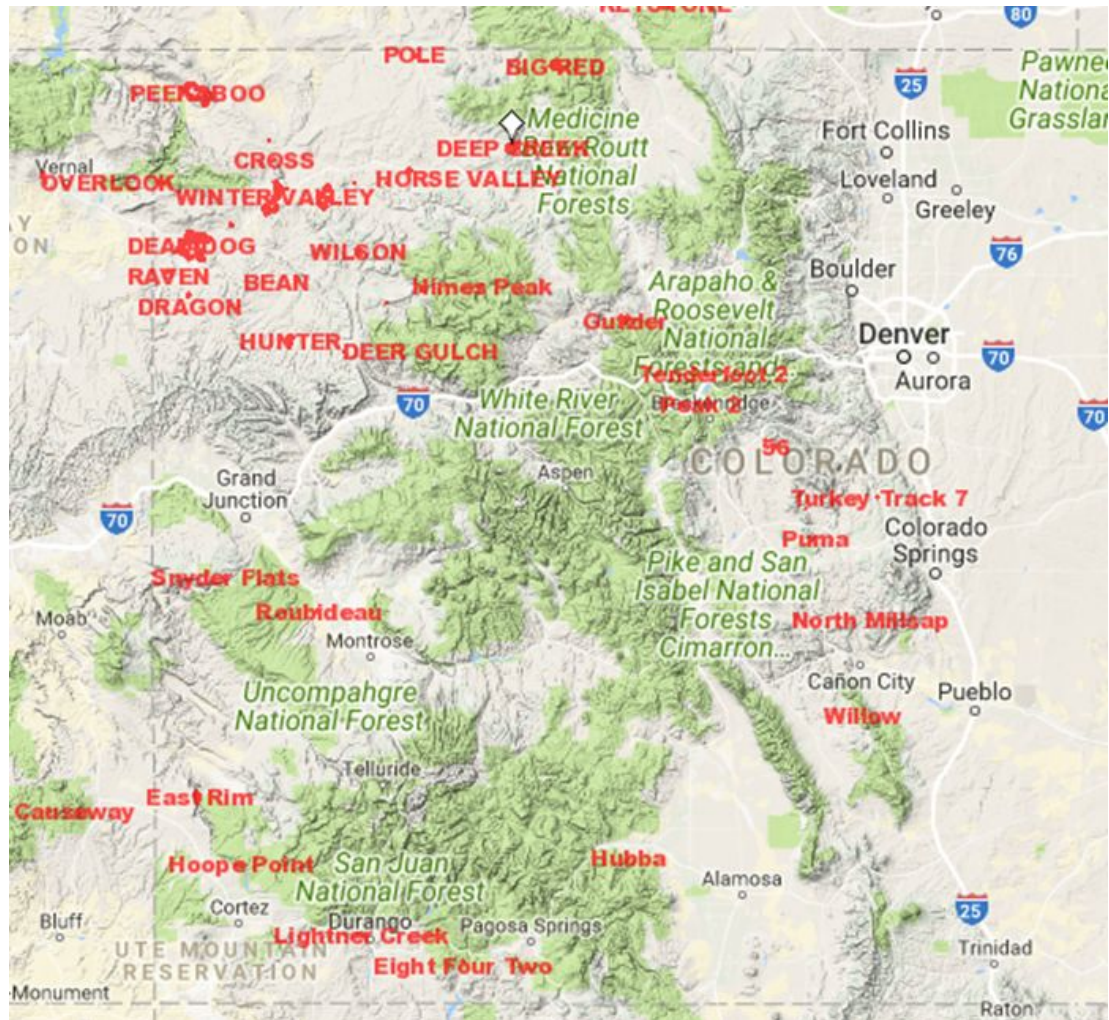 KEYSTONE
80
POLE
BIG RED
Pawnee
National
Grassland
25
PEEKABOO
Medicine
Bow-Routt
National
Forests
Fort Collins
DEEP CREEK
CROSS
Vernal
OVERLOOK
HORSE VALLEY
Loveland
WINTER VALLEY
Greeley
DEAD DOG
WILSON
76
RAVEN
BEAN
Boulder
Arapaho &
Roosevelt
National
Nimes Peak
DRAGON
Gutzler
HUNTER
DEER GULCH
Denver
70
Aurora
Tenderfoot 2
Peak 2
Breckenridge
70
White River
National Forest
70
56
COLORADO
Aspen
Grand
Junction
Turkey Track 7
70
Colorado
Springs
Puma
Pike and San
Isabel National
Forests
Cimarron...
Snyder Flats
Roubideau
Moab
North Millsap
Montrose
Cañon City
Pueblo
Uncompahgre
National Forest
Willow
Telluride
East Rim
Causeway
Hoope Point
San Juan
National Forest
Hubba
Alamosa
Cortez
25
Bluff
Durango
Pagosa Springs
Lightner Creek
UTE MOUNTAIN
RESERVATION
Trinidad
Eight Four Two
Monument
Raton